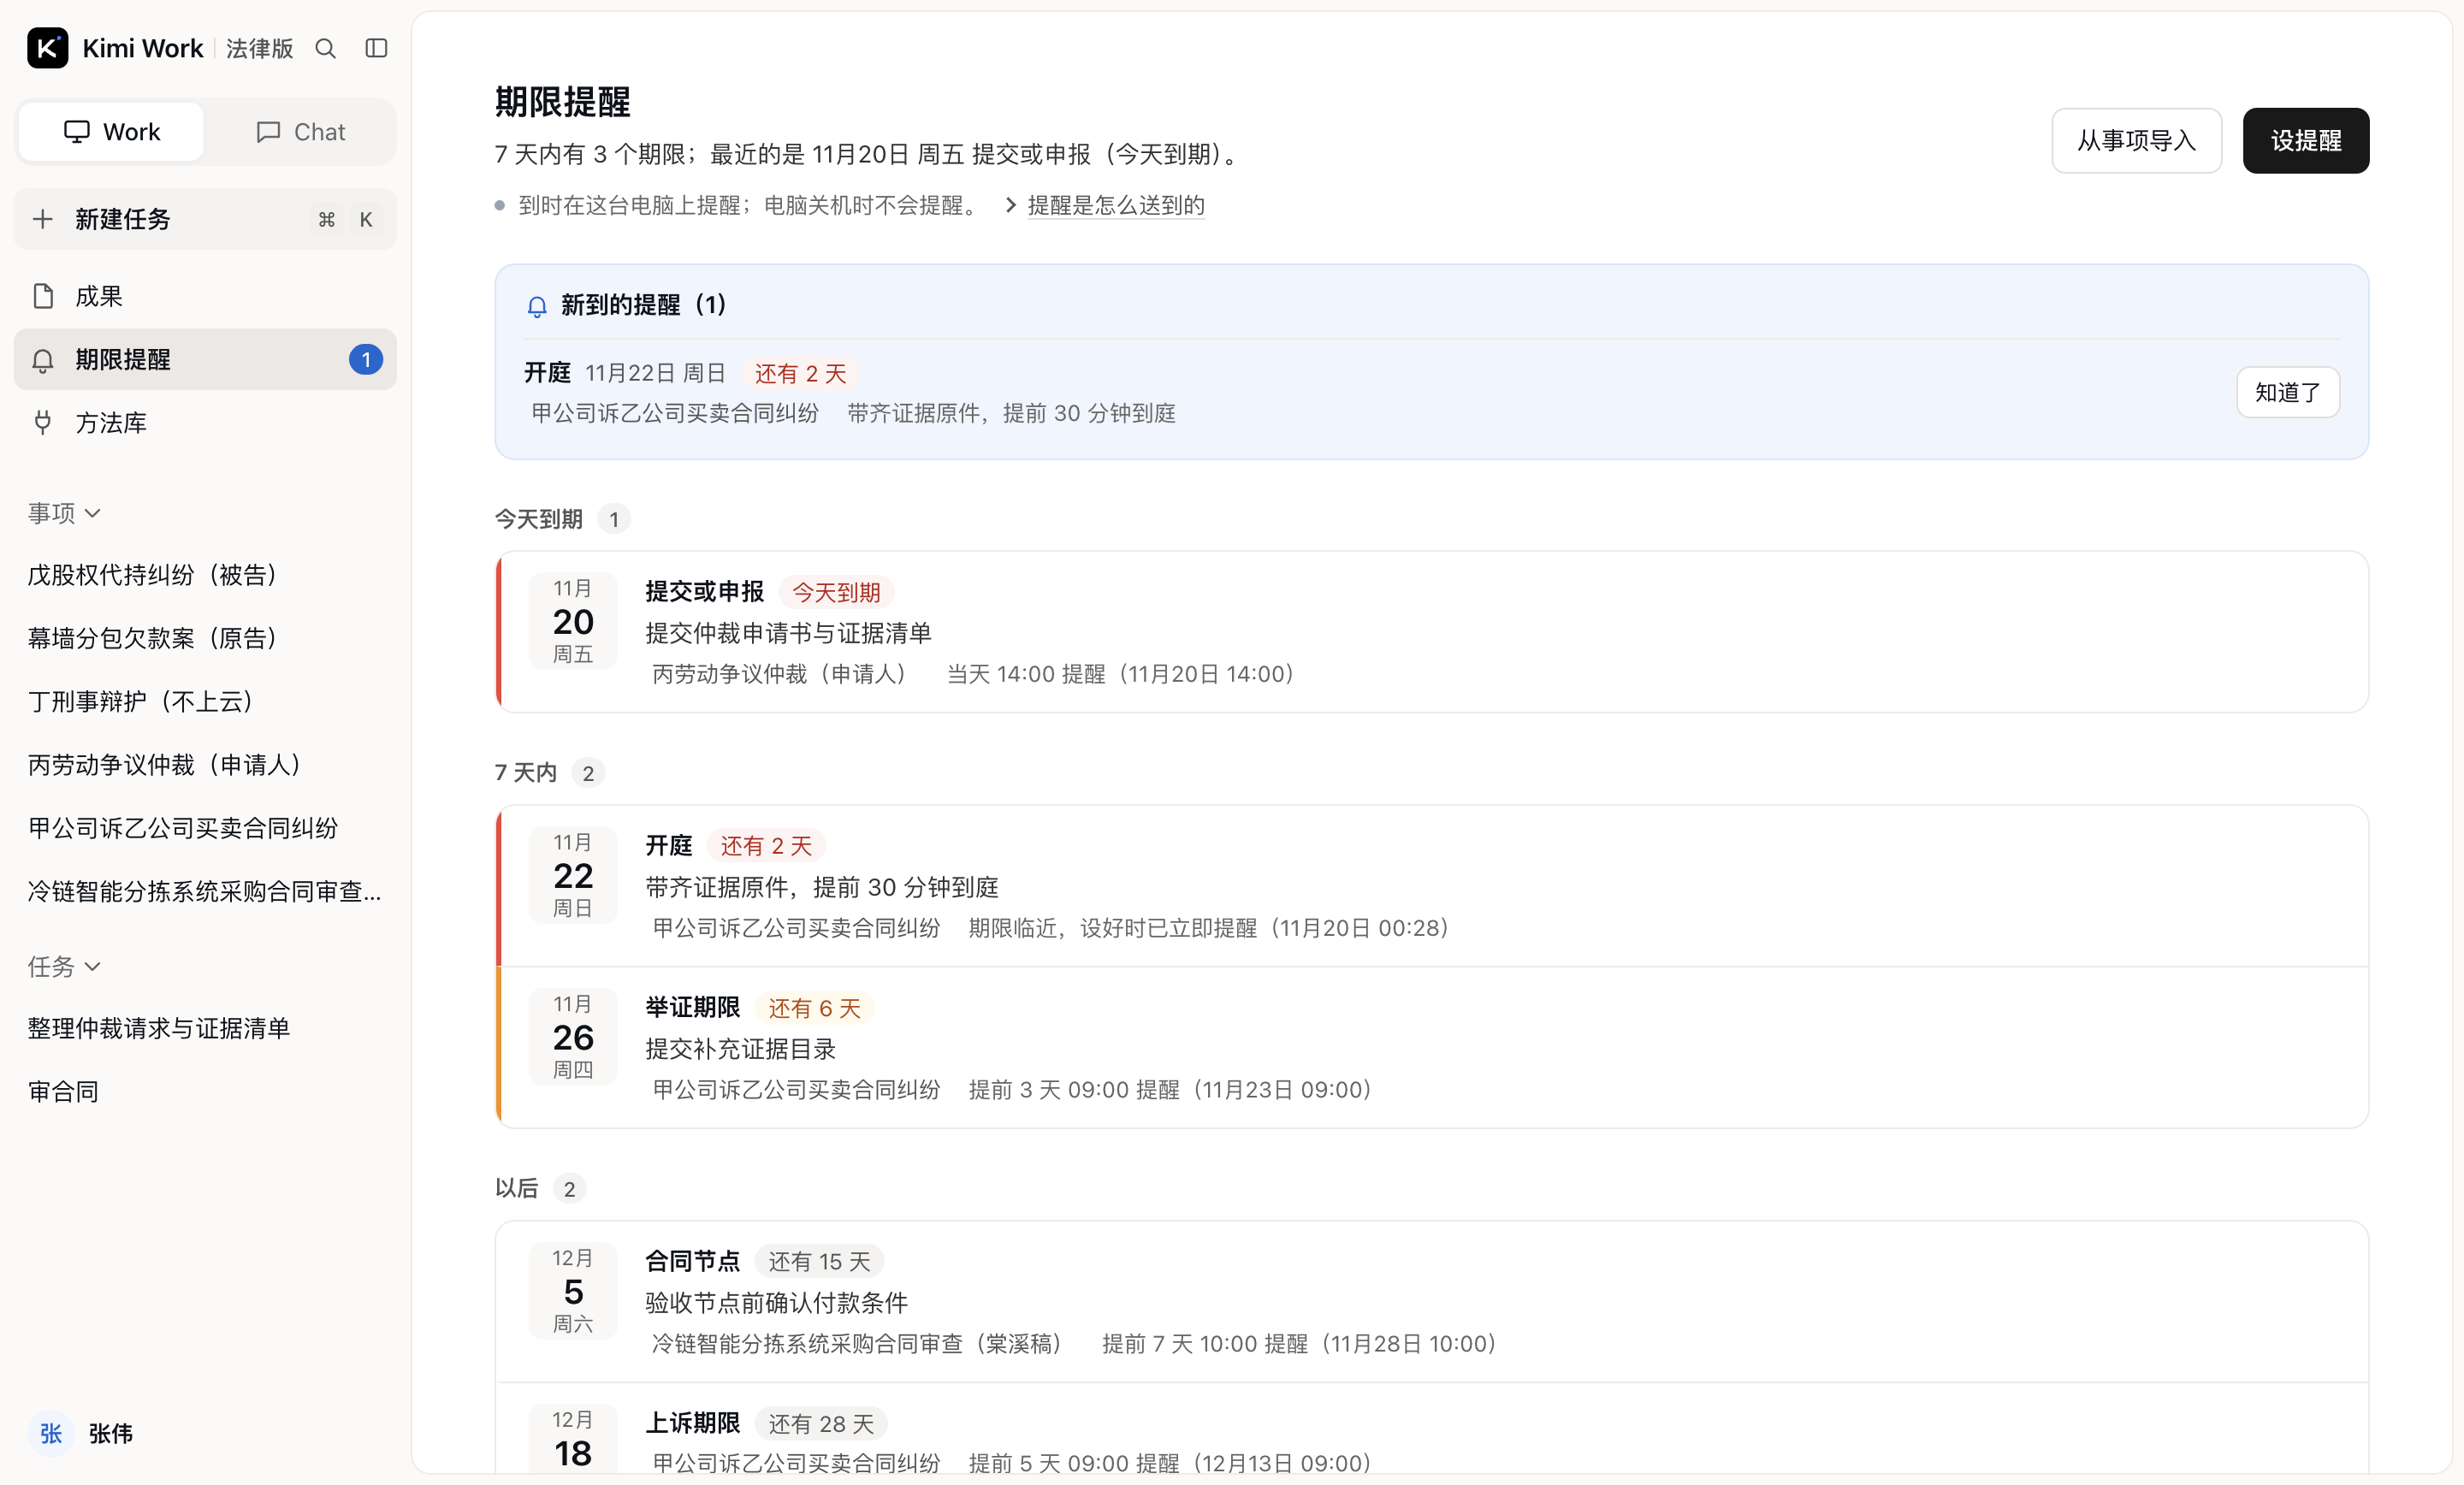 Kimi Work 法律版
Work
Chat
新建任务 ⌘ K
成果
期限提醒 1
方法库
事项
戊股权代持纠纷（被告）
幕墙分包欠款案（原告）
丁刑事辩护（不上云）
丙劳动争议仲裁（申请人）
甲公司诉乙公司买卖合同纠纷
冷链智能分拣系统采购合同审查...
任务
整理仲裁请求与证据清单
审合同
张 张伟
期限提醒
7 天内有 3 个期限；最近的是 11月20日 周五 提交或申报（今天到期）。
到时在这台电脑上提醒；电脑关机时不会提醒。 提醒是怎么送到的
从事项导入
设提醒
新到的提醒（1）
开庭 11月22日 周日 还有 2 天
甲公司诉乙公司买卖合同纠纷 带齐证据原件，提前 30 分钟到庭
知道了
今天到期 1
11月
20
周五
提交或申报 今天到期
提交仲裁申请书与证据清单
丙劳动争议仲裁（申请人） 当天 14:00 提醒（11月20日 14:00）
7 天内 2
11月
22
周日
开庭 还有 2 天
带齐证据原件，提前 30 分钟到庭
甲公司诉乙公司买卖合同纠纷 期限临近，设好时已立即提醒（11月20日 00:28）
11月
26
周四
举证期限 还有 6 天
提交补充证据目录
甲公司诉乙公司买卖合同纠纷 提前 3 天 09:00 提醒（11月23日 09:00）
以后 2
12月
5
周六
合同节点 还有 15 天
验收节点前确认付款条件
冷链智能分拣系统采购合同审查（棠溪稿） 提前 7 天 10:00 提醒（11月28日 10:00）
12月
18
上诉期限 还有 28 天
甲公司诉乙公司买卖合同纠纷 提前 5 天 09:00 提醒（12月13日 09:00）